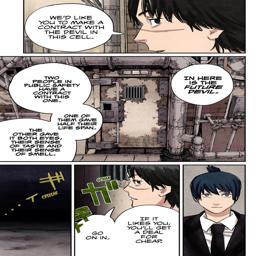 WE'D LIKE
YOU TO MAKE A
CONTRACT WITH
THE DEVIL IN
THIS CELL.
TWO
PEOPLE IN
PUBLIC SAFETY
HAVE A
CONTRACT WITH
THIS ONE.
IN HERE
IS THE
FUTURE
DEVIL.
ONE OF
THEM GAVE
HALF THEIR
LIFE SPAN.
THE
OTHER GAVE
IT BOTH EYES,
THEIR SENSE
OF TASTE AND
THEIR SENSE
OF SMELL.
GO
ON IN.
IF IT
LIKES YOU,
YOU'LL GET
A DEAL
FOR
CHEAP.